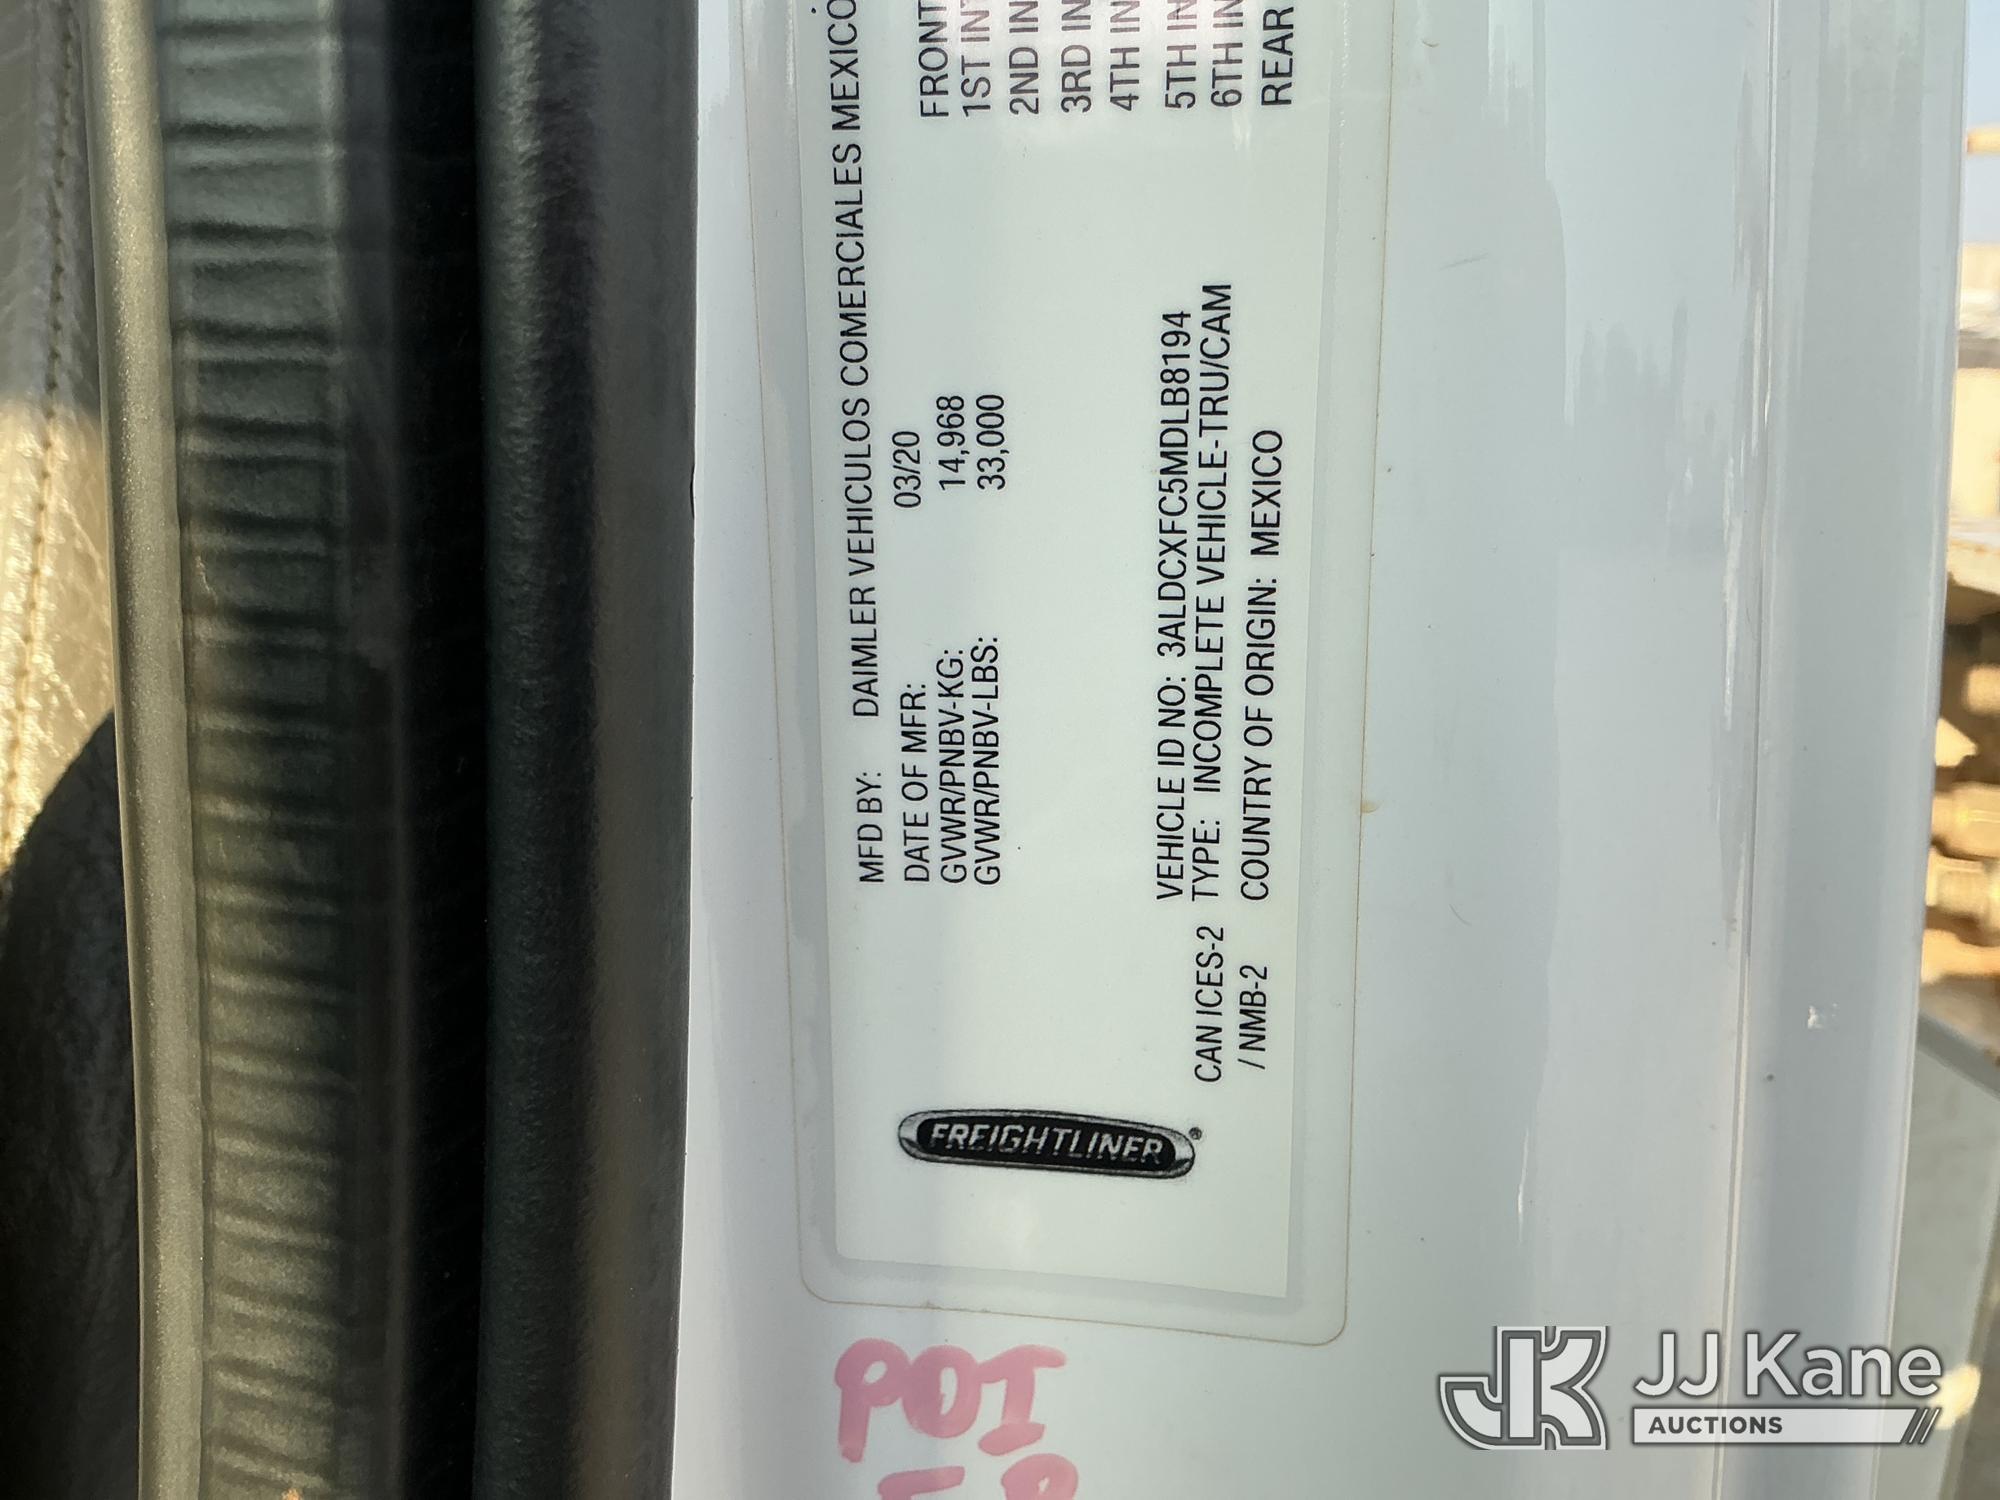 MFD BY: DAIMLER VEHICULOS COMERCIALES MEXICO
DATE OF MFR: 03/20
GVWR/PNBV-KG: 14,968
GVWR/PNBV-LBS: 33,000
FRONT
1ST INT
2ND IN
3RD IN
4TH IN
5TH IN
6TH IN
REAR
VEHICLE ID NO: 3ALDCXFC5MDLB8194
TYPE: INCOMPLETE VEHICLE-TRU/CAM
COUNTRY OF ORIGIN: MEXICO
CAN ICES-2
/ NMB-2
FREIGHTLINER®
JK JJ Kane
AUCTIONS